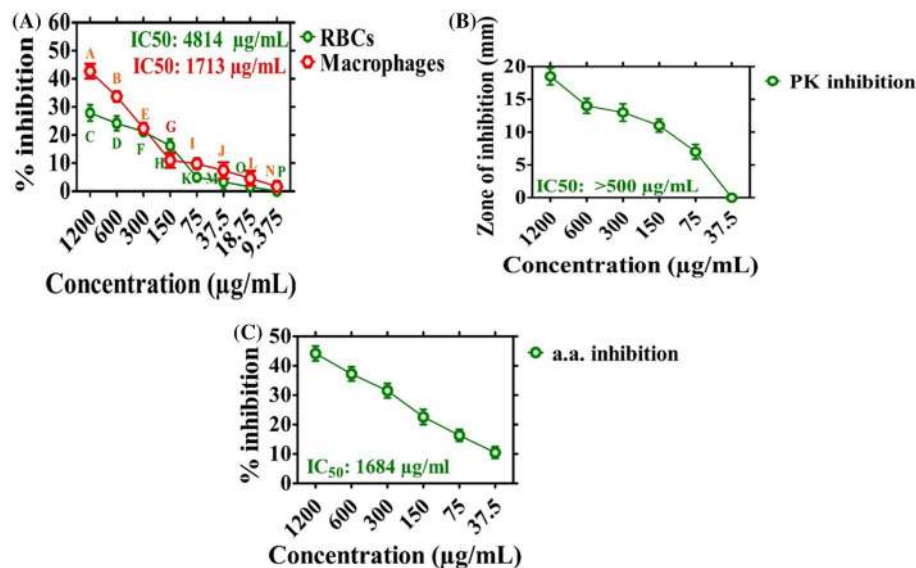 (A)
60
50
40
30
20
10
0
% inhibition
IC50: 4814 µg/mL
IC50: 1713 µg/mL
RBCs
Macrophages
A
B
C
D
E
F
G
H
I
K
J
M
O
L
N P
1200
600
300
150
75
37.5
18.75
9.375
Concentration (µg/mL)
(B)
20
15
10
5
0
Zone of inhibition (mm)
IC50: >500 µg/mL
PK inhibition
1200
600
300
150
75
37.5
Concentration (µg/mL)
(C)
50
40
30
20
10
0
% inhibition
IC50: 1684 µg/ml
a.a. inhibition
1200
600
300
150
75
37.5
Concentration (µg/mL)